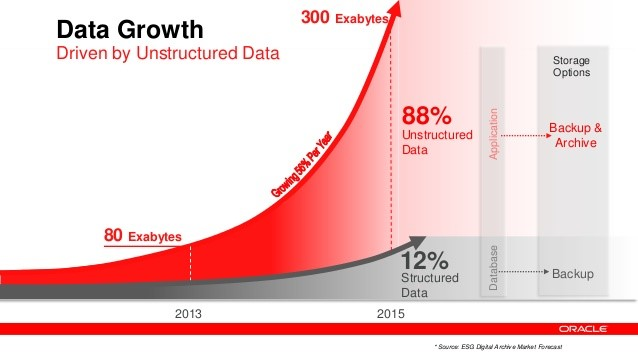 Data Growth
Driven by Unstructured Data
300 Exabytes
Storage
Options
88%
Unstructured
Data
Application
Backup &
Archive
Growing 56% Per Year
80 Exabytes
12%
Structured
Data
Database
Backup
2013
2015
ORACLE
* Source: ESG Digital Archive Market Forecast